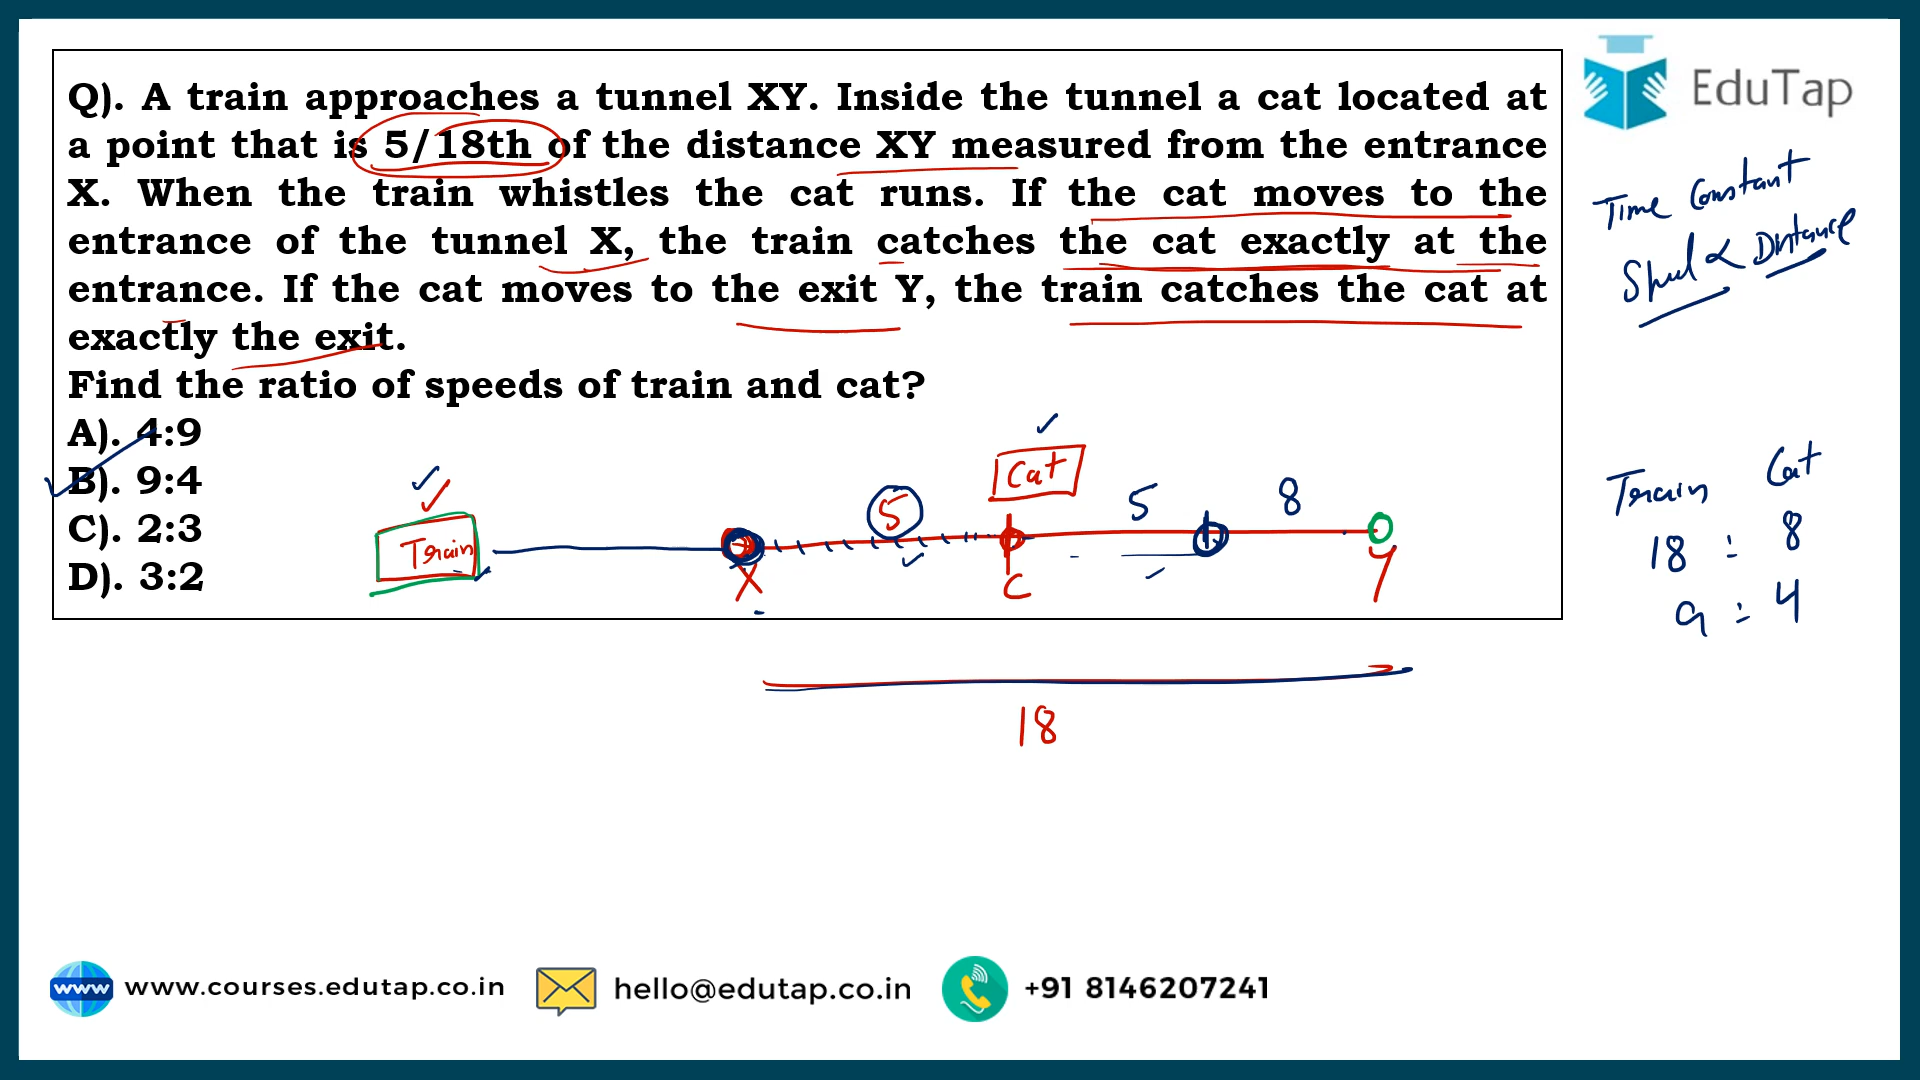 Q). A train approaches a tunnel XY. Inside the tunnel a cat located at
a point that is 5/18th of the distance XY measured from the entrance
X. When the train whistles the cat runs. If the cat moves to the
entrance of the tunnel X, the train catches the cat exactly at the
entrance. If the cat moves to the exit Y, the train catches the cat at
exactly the exit.
Find the ratio of speeds of train and cat?
A). 4:9
B). 9:4
C). 2:3
D). 3:2
EduTap
Time Constant
Speed ∝ Distance
Train Cat
18 : 8
9 : 4
Cat
5 5 8
Train
X C Y
18
www
www.courses.edutap.co.in
hello@edutap.co.in
+91 8146207241